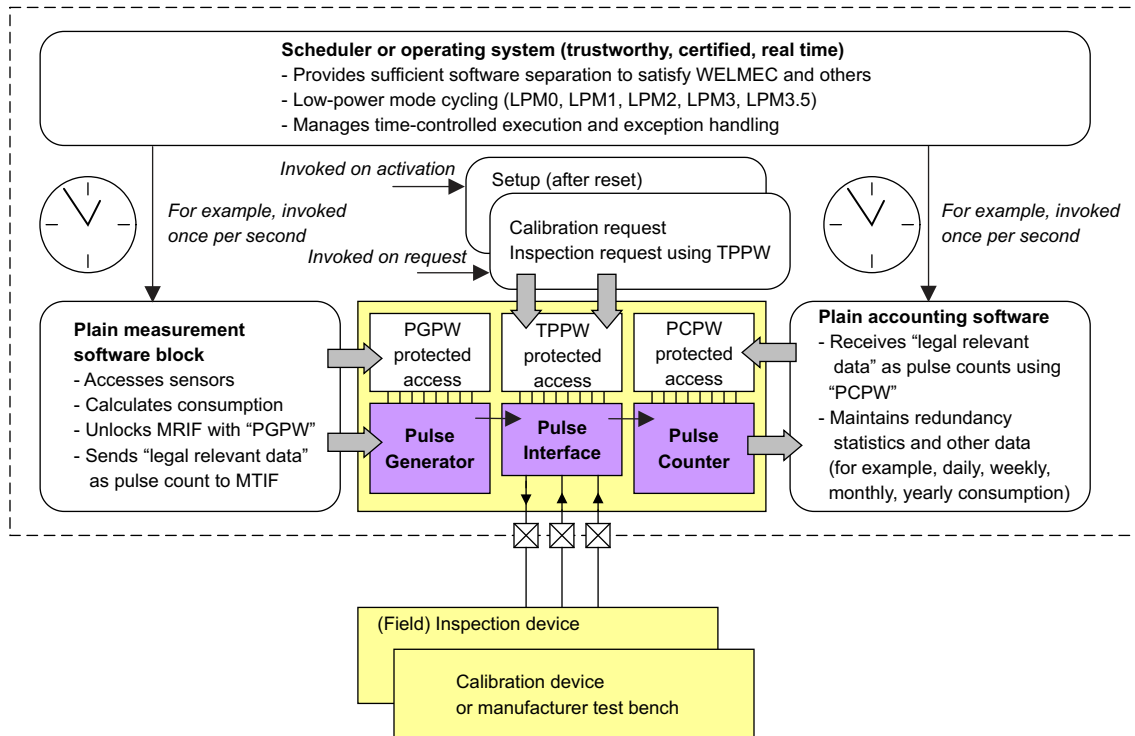 Scheduler or operating system (trustworthy, certified, real time)
- Provides sufficient software separation to satisfy WELMEC and others
- Low-power mode cycling (LPM0, LPM1, LPM2, LPM3, LPM3.5)
- Manages time-controlled execution and exception handling
Invoked on activation
Setup (after reset)
For example, invoked
once per second
Calibration request
Inspection request using TPPW
Invoked on request
For example, invoked
once per second
Plain measurement
software block
- Accesses sensors
- Calculates consumption
- Unlocks MRIF with “PGPW”
- Sends “legal relevant data”
as pulse count to MTIF
PGPW
protected
access
TPPW
protected
access
PCPW
protected
access
Pulse
Generator
Pulse
Interface
Pulse
Counter
Plain accounting software
- Receives “legal relevant
data” as pulse counts using
“PCPW”
- Maintains redundancy
statistics and other data
(for example, daily, weekly,
monthly, yearly consumption)
(Field) Inspection device
Calibration device
or manufacturer test bench